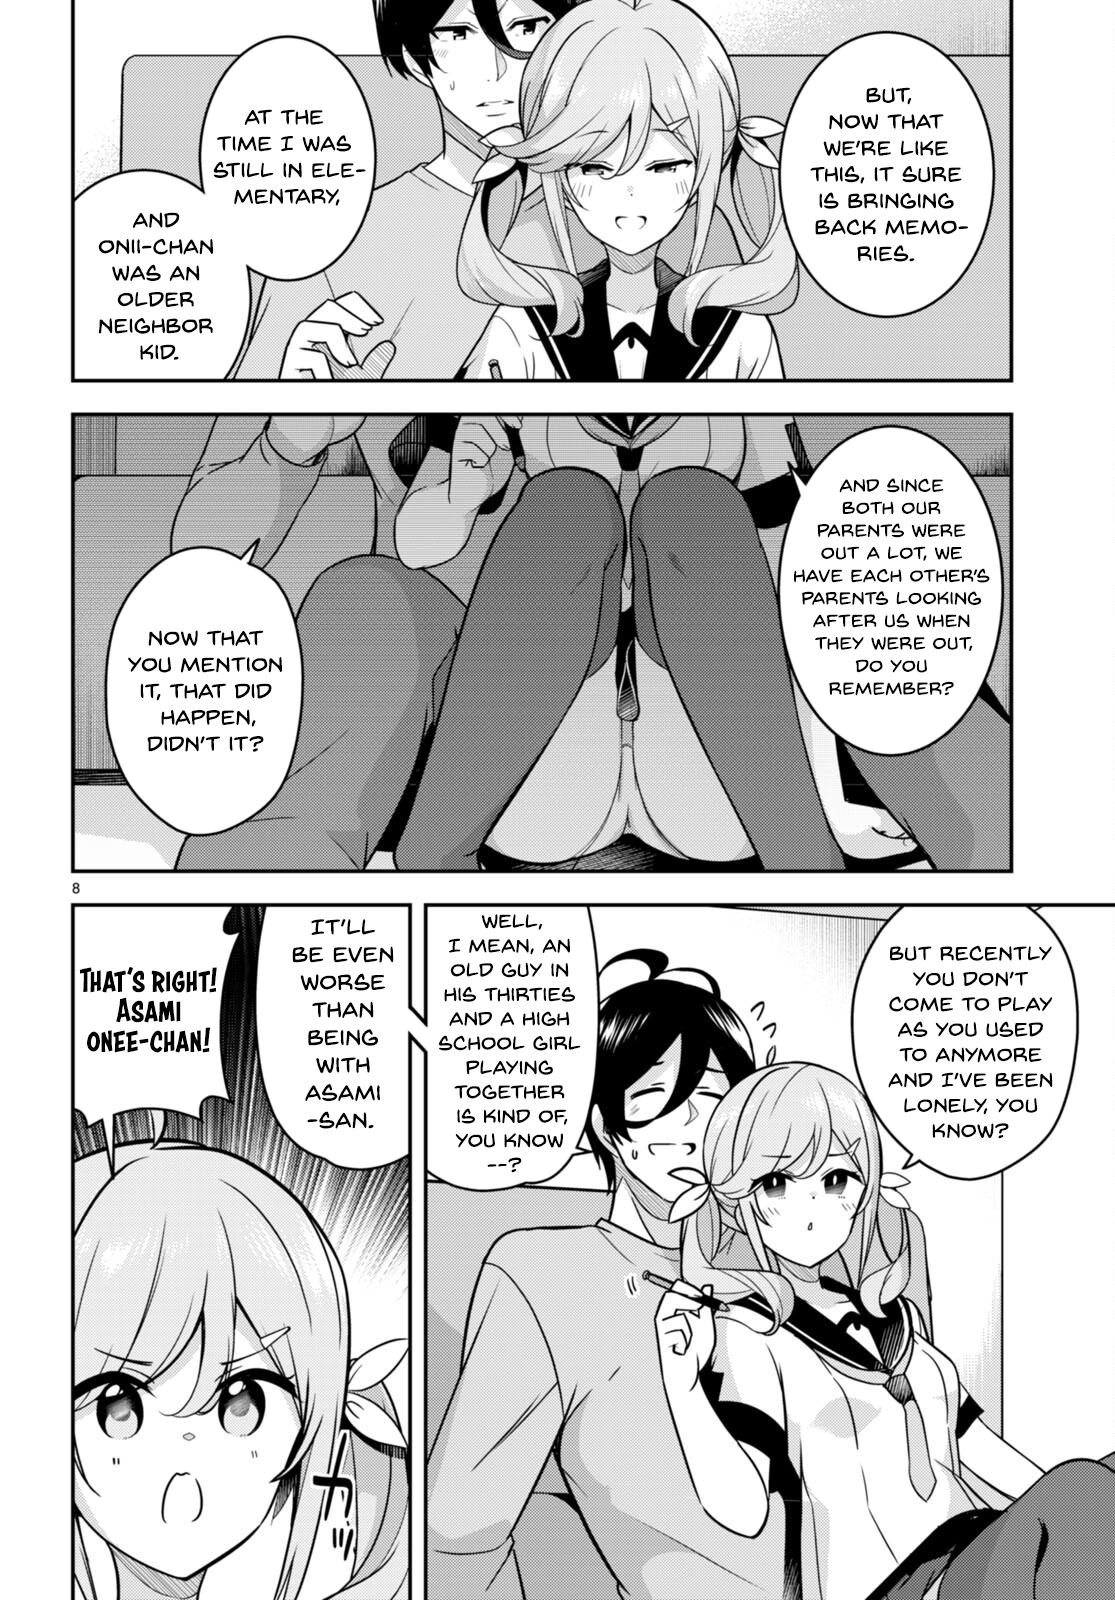 BUT,
NOW THAT
WE'RE LIKE
THIS, IT SURE
IS BRINGING
BACK MEMO-
RIES.
AT THE
TIME I WAS
STILL IN ELE-
MENTARY,
AND
ONII-CHAN
WAS AN
OLDER
NEIGHBOR
KID.
AND SINCE
BOTH OUR
PARENTS WERE
OUT A LOT, WE
HAVE EACH OTHER'S
PARENTS LOOKING
AFTER US WHEN
THEY WERE OUT,
DO YOU
REMEMBER?
NOW THAT
YOU MENTION
IT, THAT DID
HAPPEN,
DIDN'T IT?
8
BUT RECENTLY
YOU DON'T
COME TO PLAY
AS YOU USED
TO ANYMORE
AND I'VE BEEN
LONELY, YOU
KNOW?
WELL,
I MEAN, AN
OLD GUY IN
HIS THIRTIES
AND A HIGH
SCHOOL GIRL
PLAYING
TOGETHER
IS KIND OF,
YOU KNOW
--?
IT'LL
BE EVEN
WORSE
THAN
BEING
WITH
ASAMI
-SAN.
THAT'S RIGHT!
ASAMI
ONEE-CHAN!
カバッ